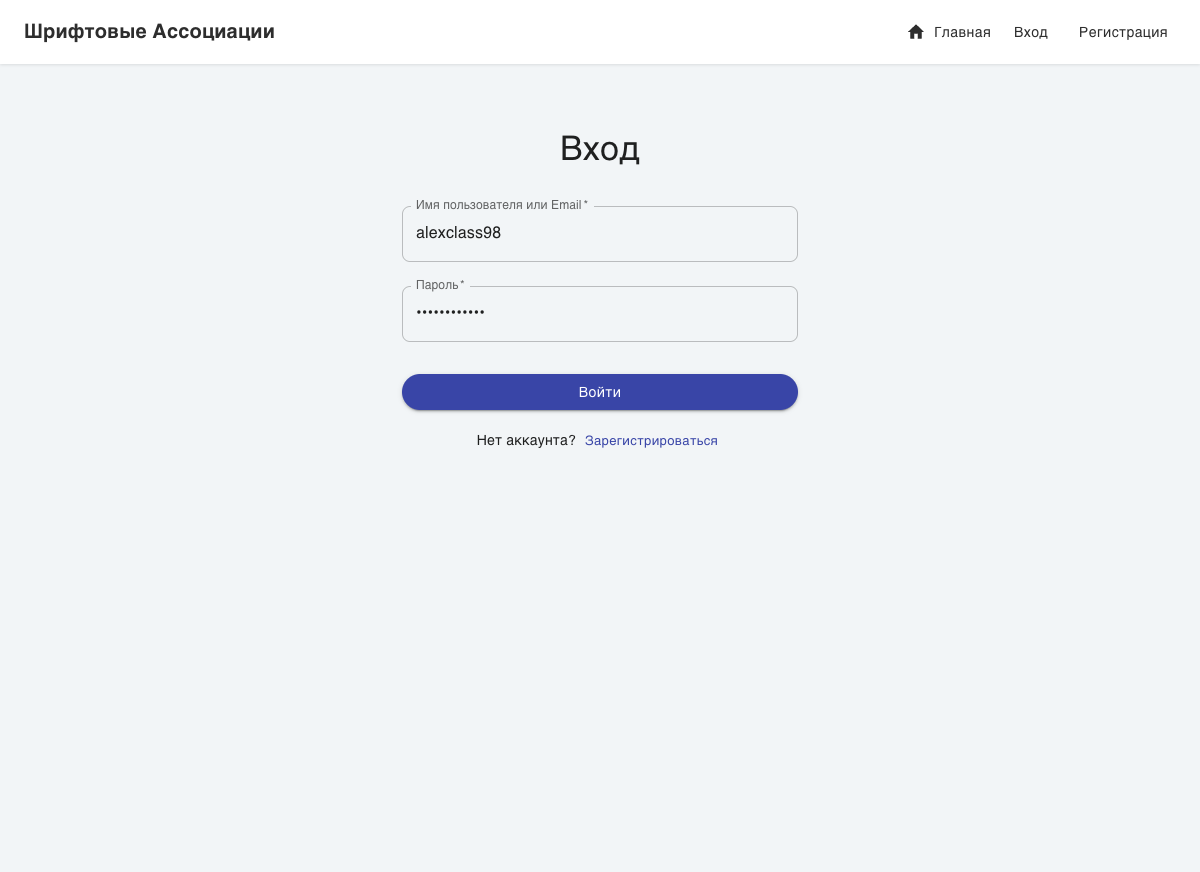 Шрифтовые Ассоциации
Главная Вход Регистрация
Вход
Имя пользователя или Email *
alexclass98
Пароль *
••••••••••••
Войти
Нет аккаунта? Зарегистрироваться